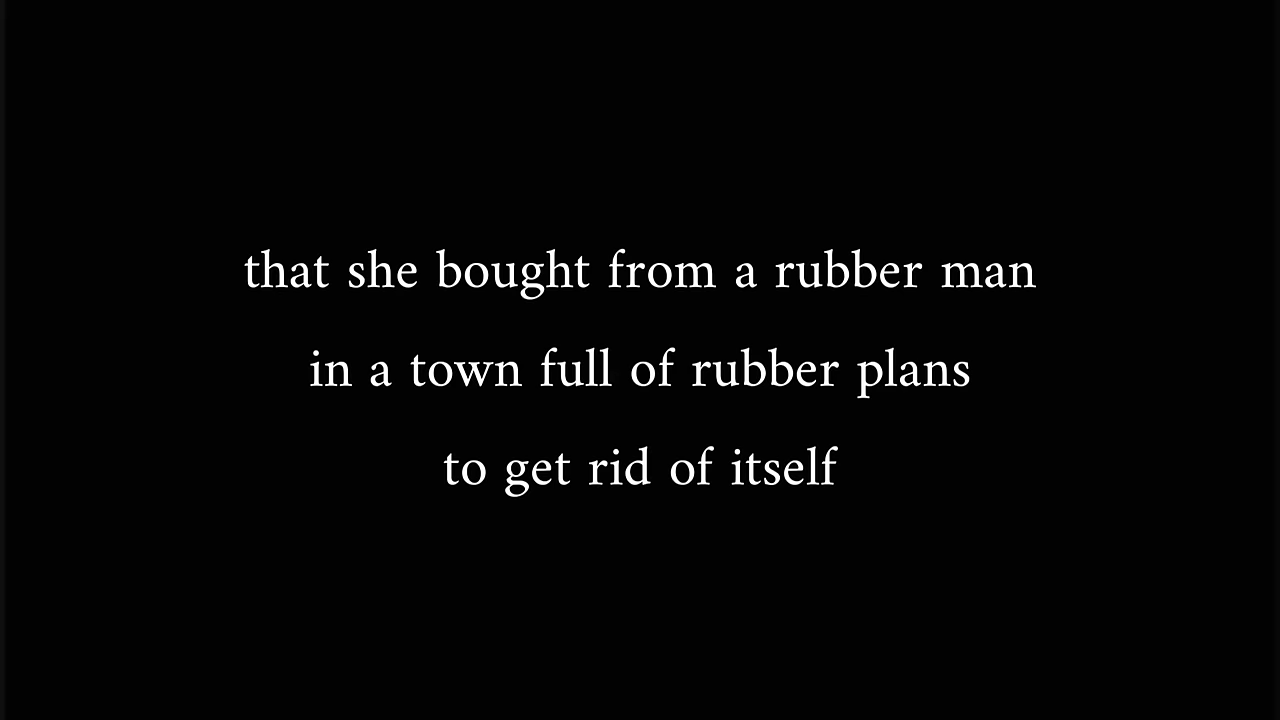 that she bought from a rubber man
in a town full of rubber plans
to get rid of itself